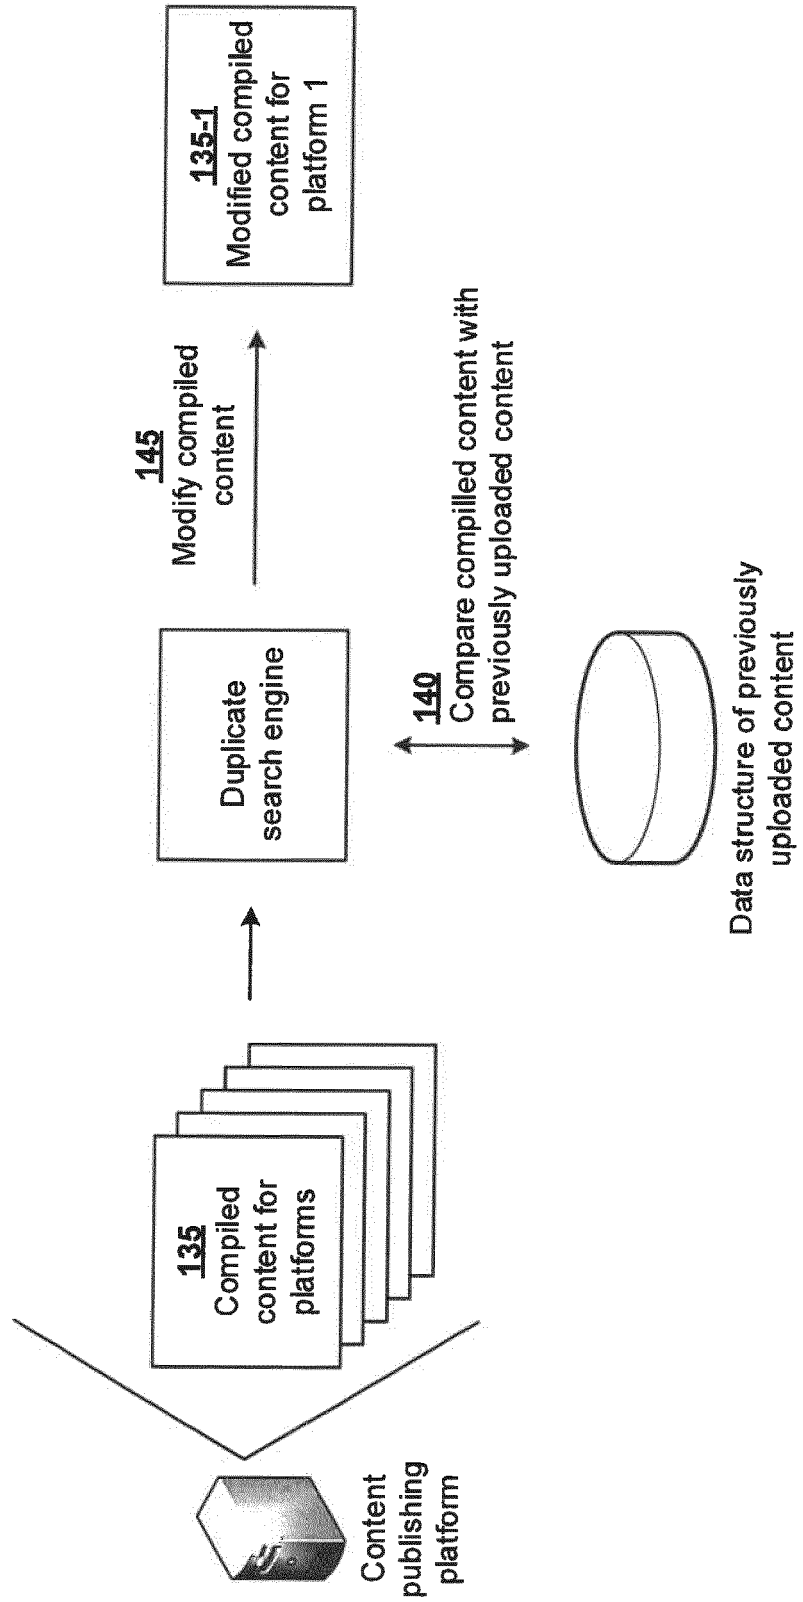 Content
publishing
platform
135
Compiled
content for
platforms
Duplicate
search engine
140
Compare compilled content with
previously uploaded content
Data structure of previously
uploaded content
145
Modify compiled
content
135-1
Modified compiled
content for
platform 1